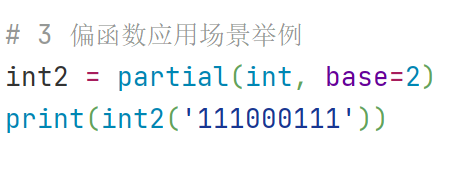 # 3 偏函数应用场景举例
int2 = partial(int, base=2)
print(int2('111000111'))